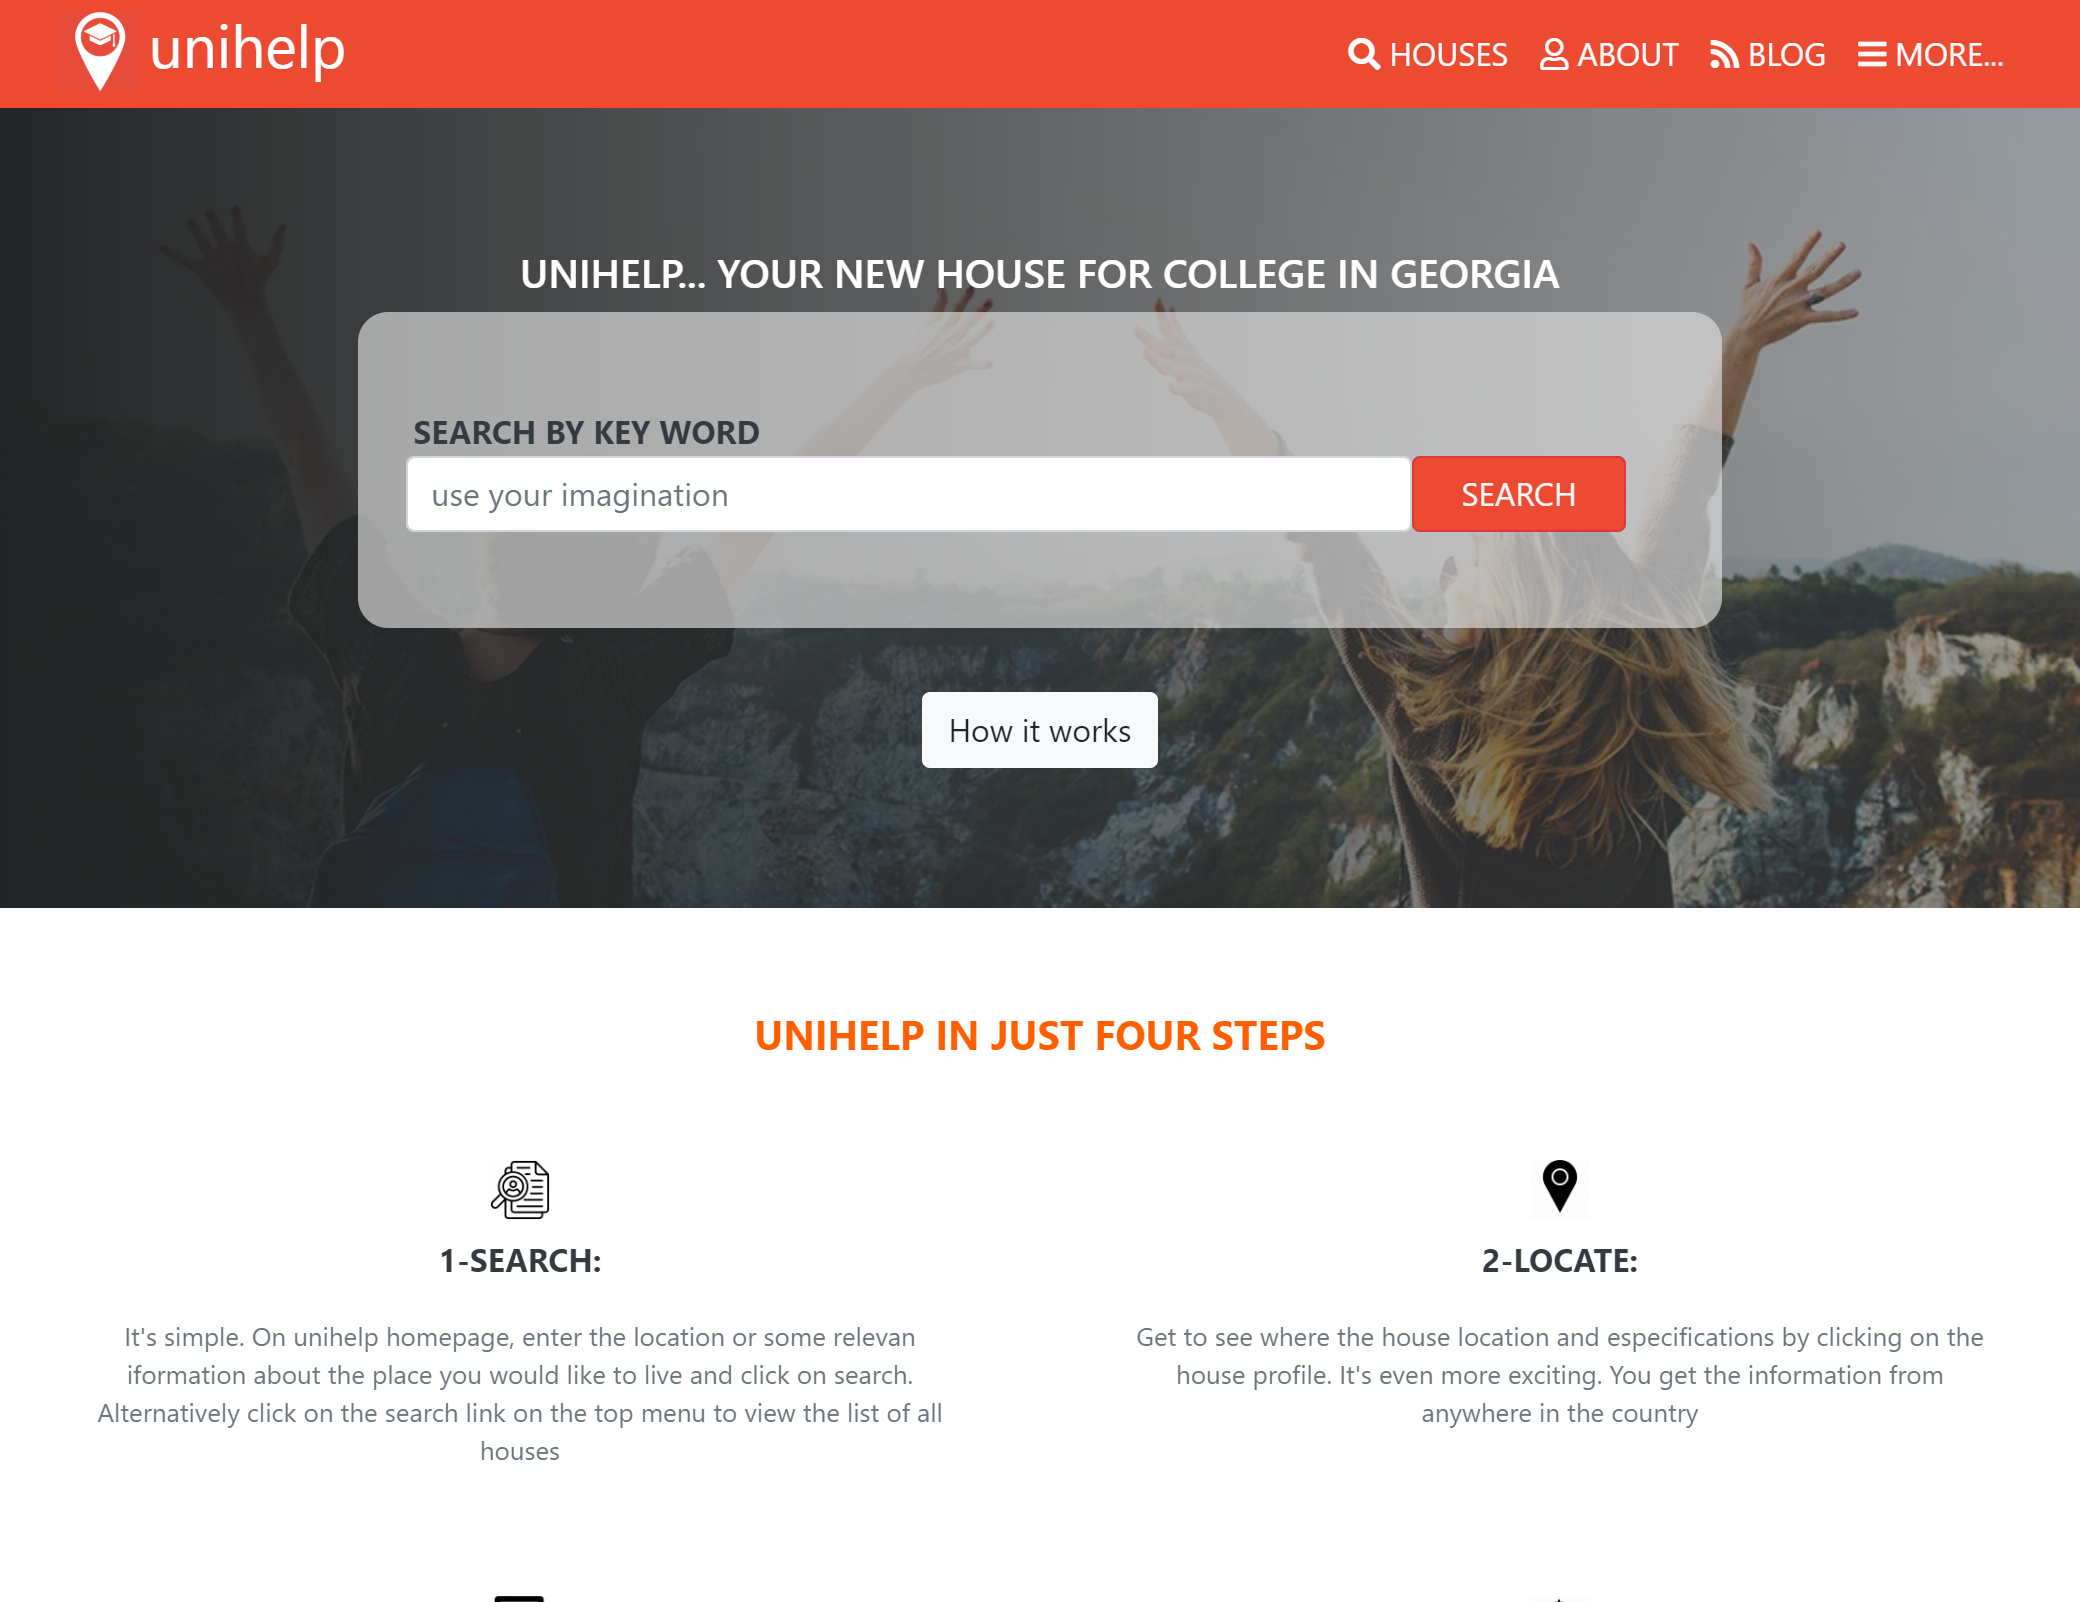 unihelp
HOUSES ABOUT BLOG MORE...
UNIHELP... YOUR NEW HOUSE FOR COLLEGE IN GEORGIA
SEARCH BY KEY WORD
use your imagination SEARCH
How it works
UNIHELP IN JUST FOUR STEPS
1-SEARCH:
It's simple. On unihelp homepage, enter the location or some relevan
iformation about the place you would like to live and click on search.
Alternatively click on the search link on the top menu to view the list of all
houses
2-LOCATE:
Get to see where the house location and especifications by clicking on the
house profile. It's even more exciting. You get the information from
anywhere in the country